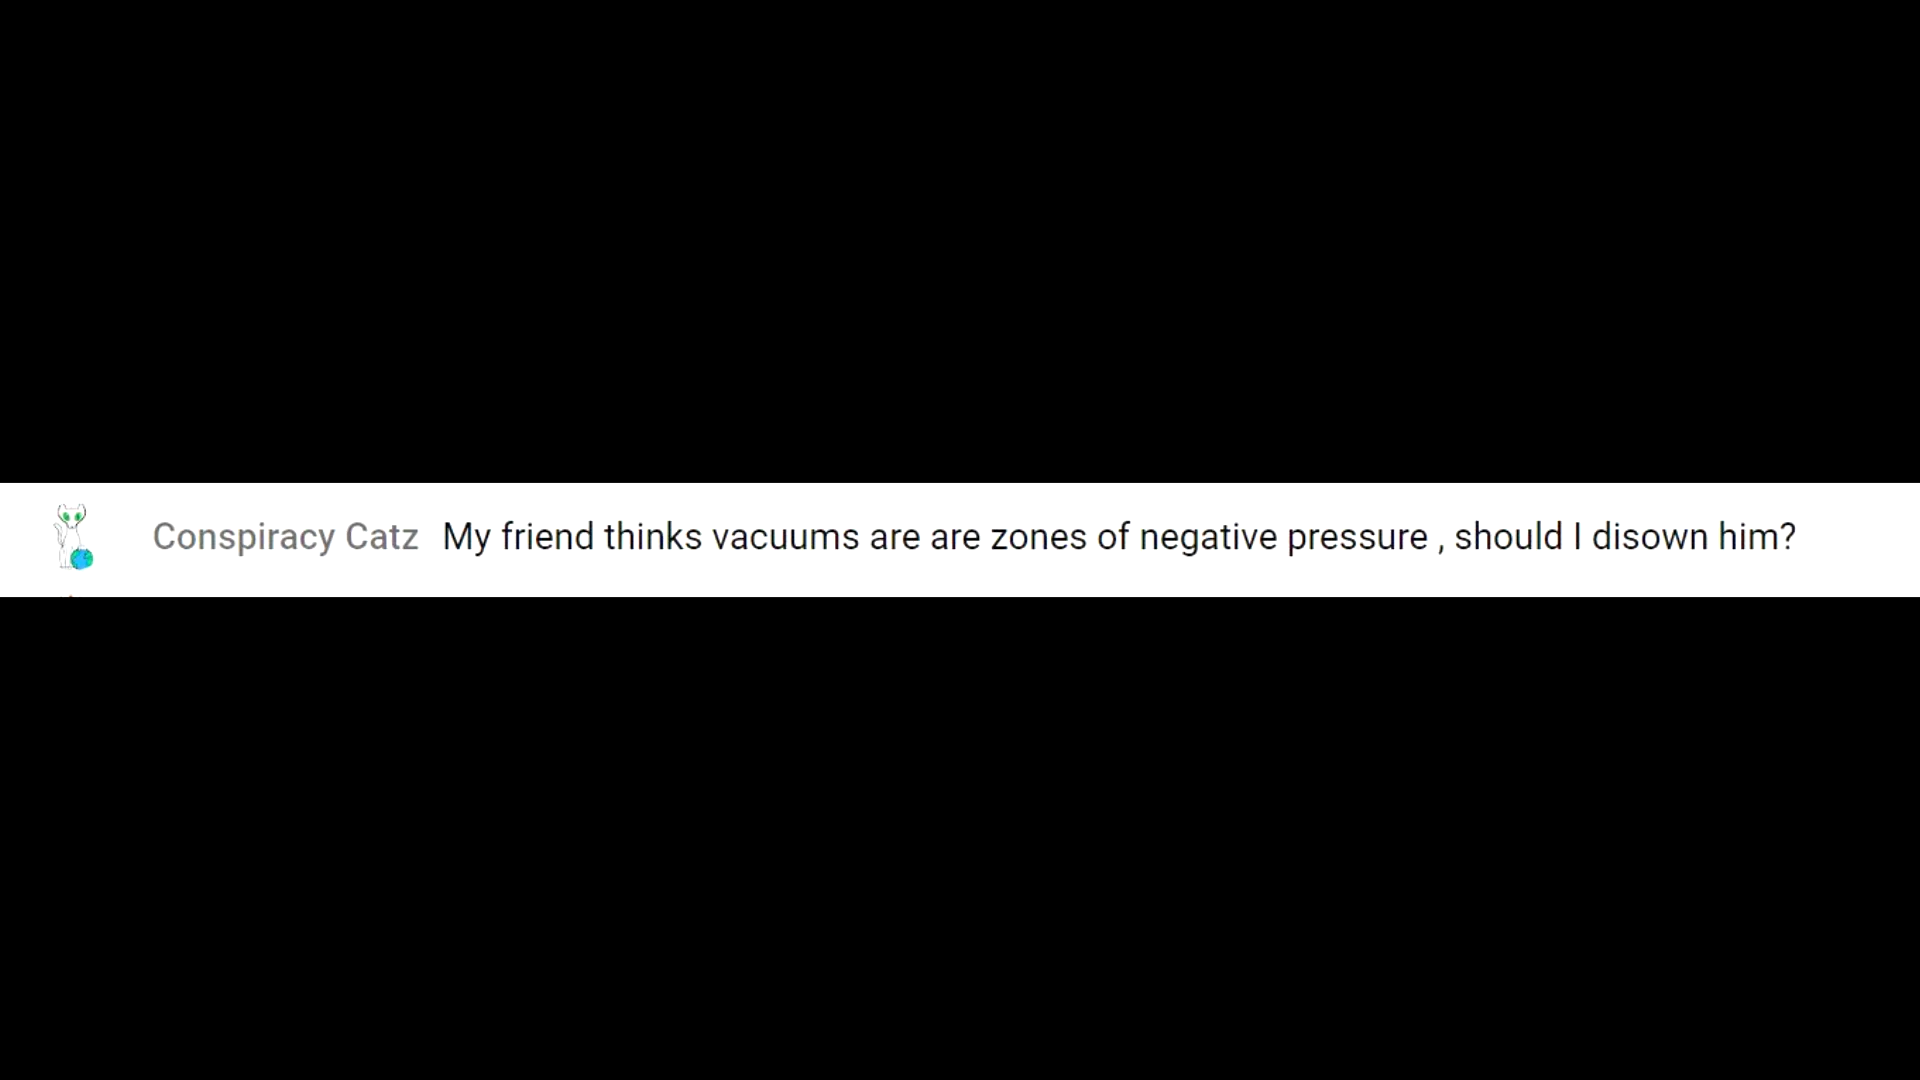 Conspiracy Catz My friend thinks vacuums are are zones of negative pressure , should I disown him?